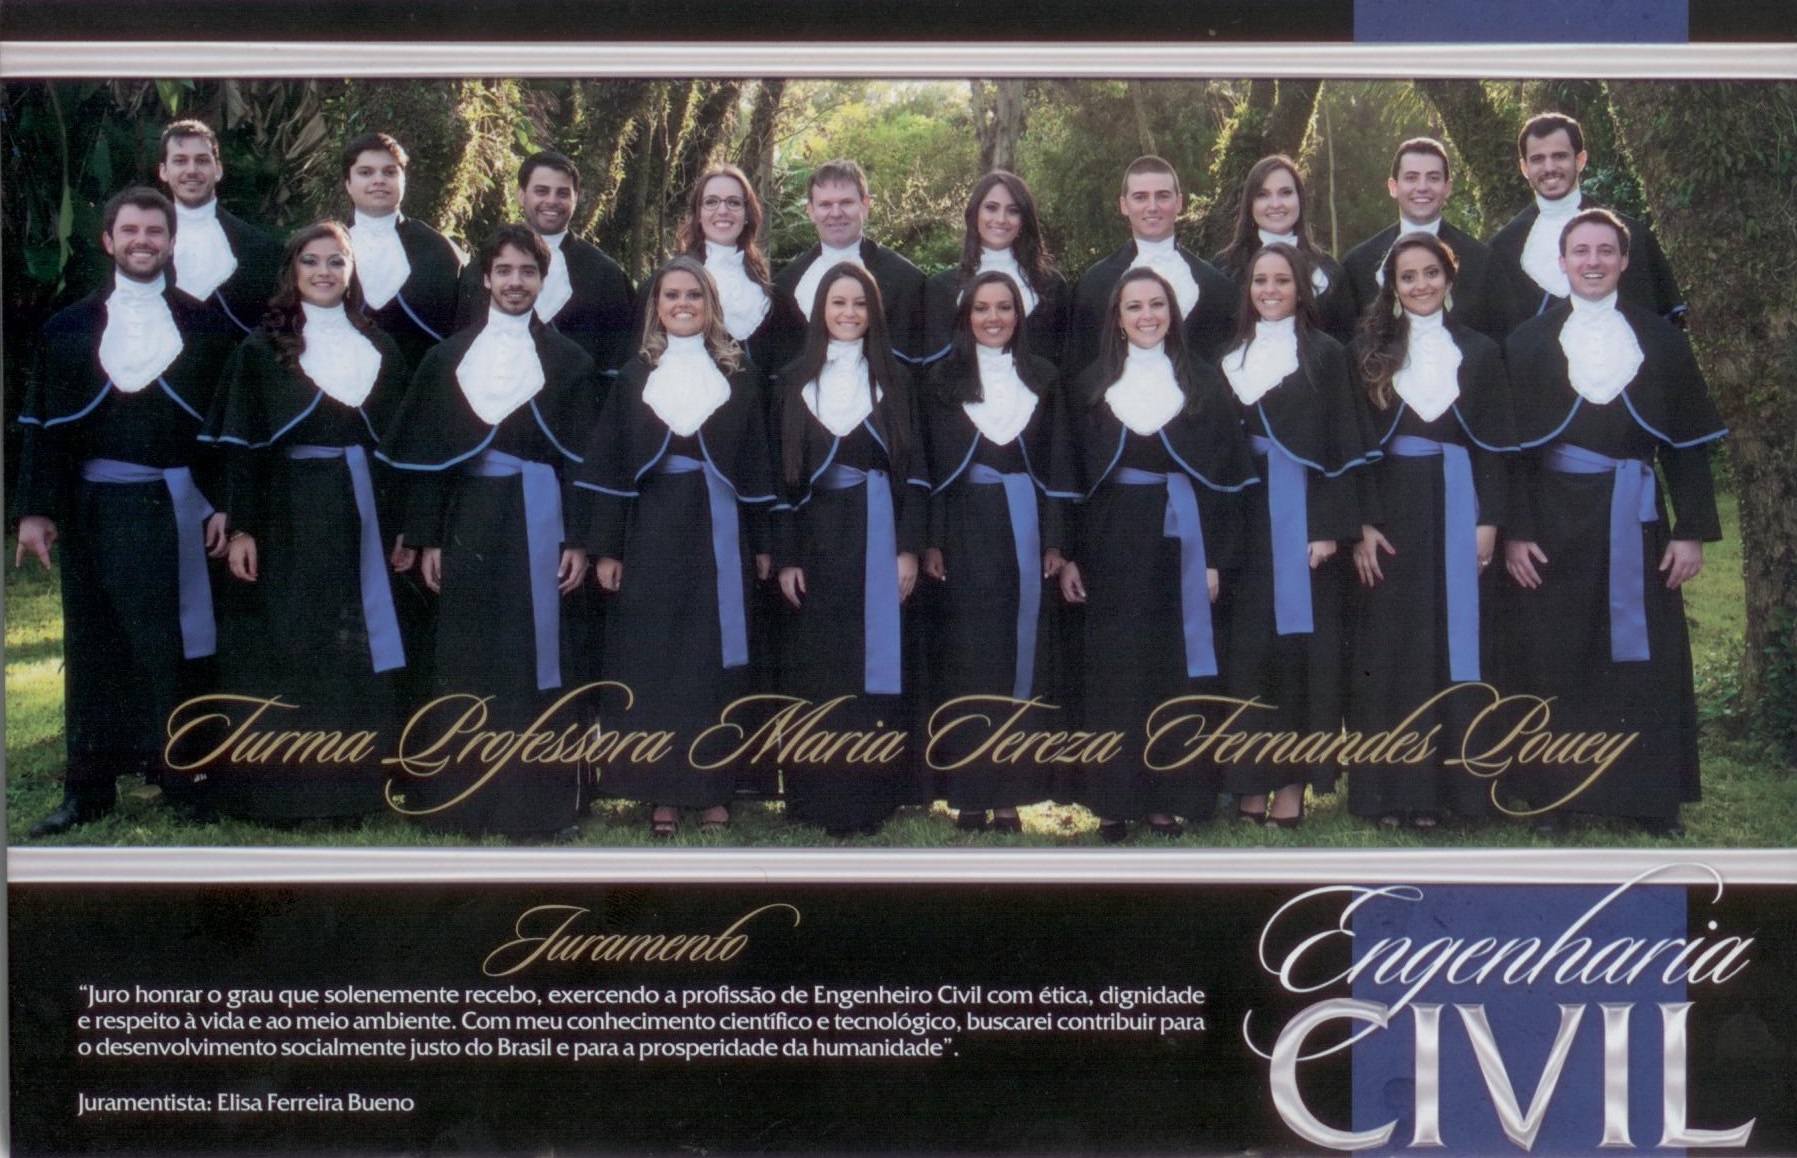 Turma Professora Maria Tereza Fernandes Pouey
Juramento
“Juro honrar o grau que solenemente recebo, exercendo a profissão de Engenheiro Civil com ética, dignidade
e respeito à vida e ao meio ambiente. Com meu conhecimento científico e tecnológico, buscarei contribuir para
o desenvolvimento socialmente justo do Brasil e para a prosperidade da humanidade”.
Juramentista: Elisa Ferreira Bueno
Engenharia
CIVIL